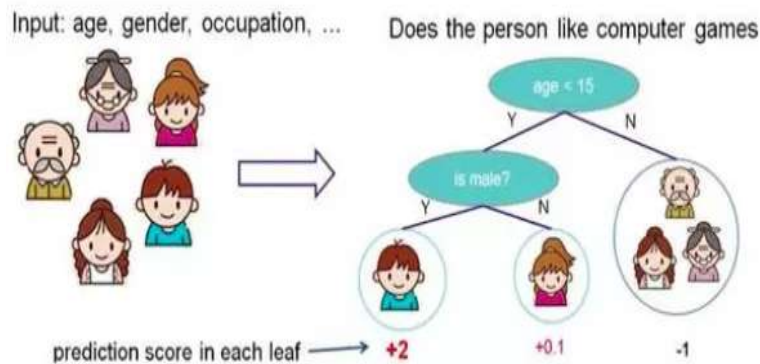 Input: age, gender, occupation, ...
Does the person like computer games
age < 15
Y
N
is male?
Y
N
prediction score in each leaf
+2
+0.1
-1